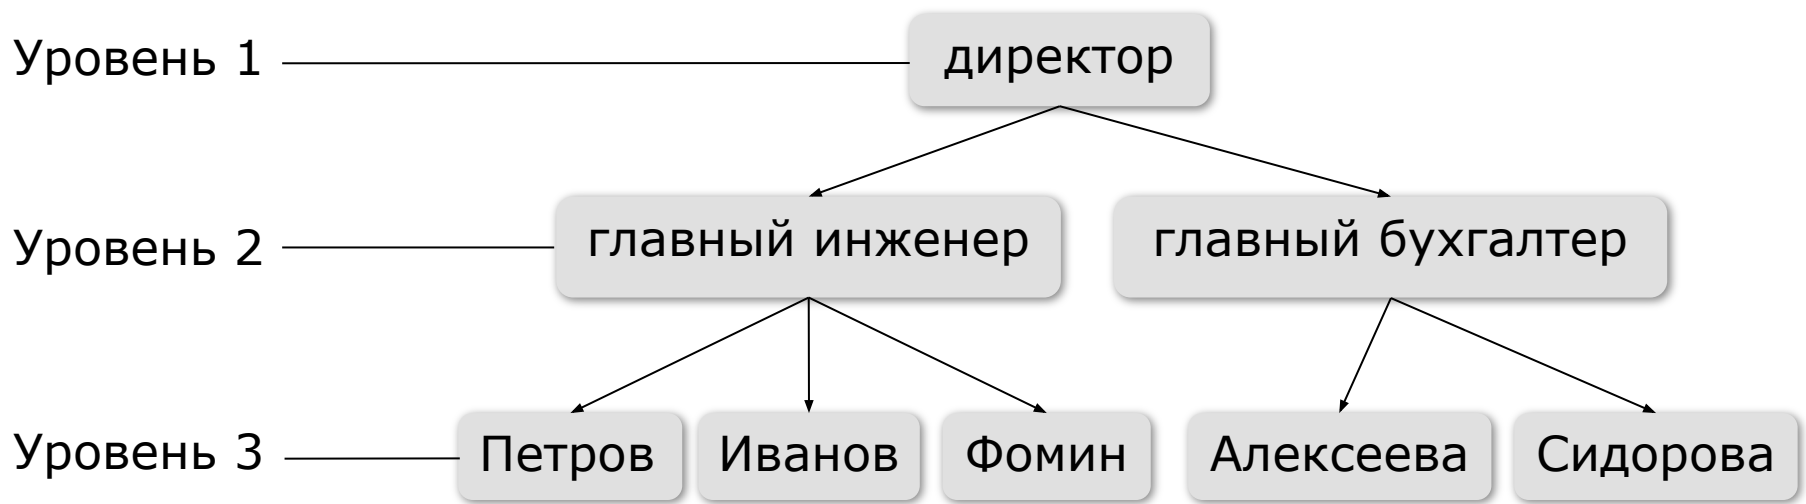 Уровень 1 директор
Уровень 2 главный инженер главный бухгалтер
Уровень 3 Петров Иванов Фомин Алексеева Сидорова